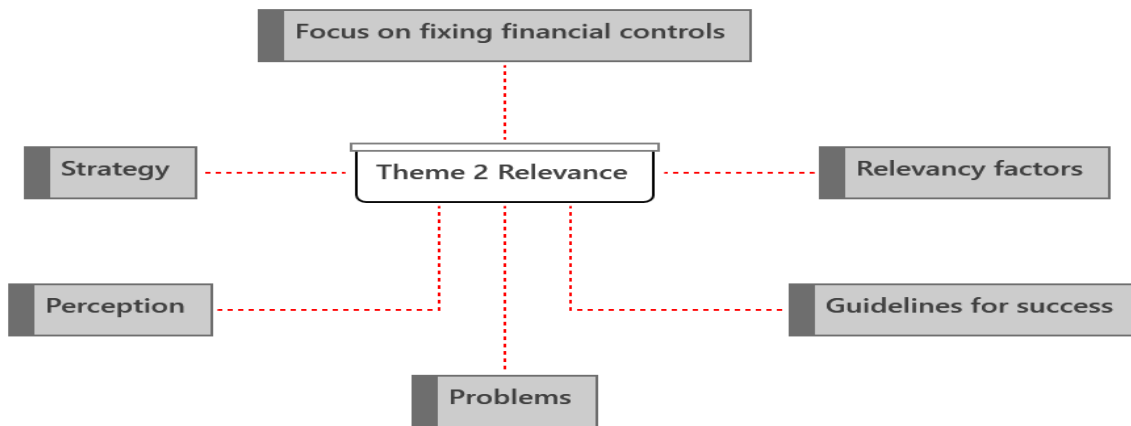 Focus on fixing financial controls
Strategy
Theme 2 Relevance
Relevancy factors
Perception
Guidelines for success
Problems